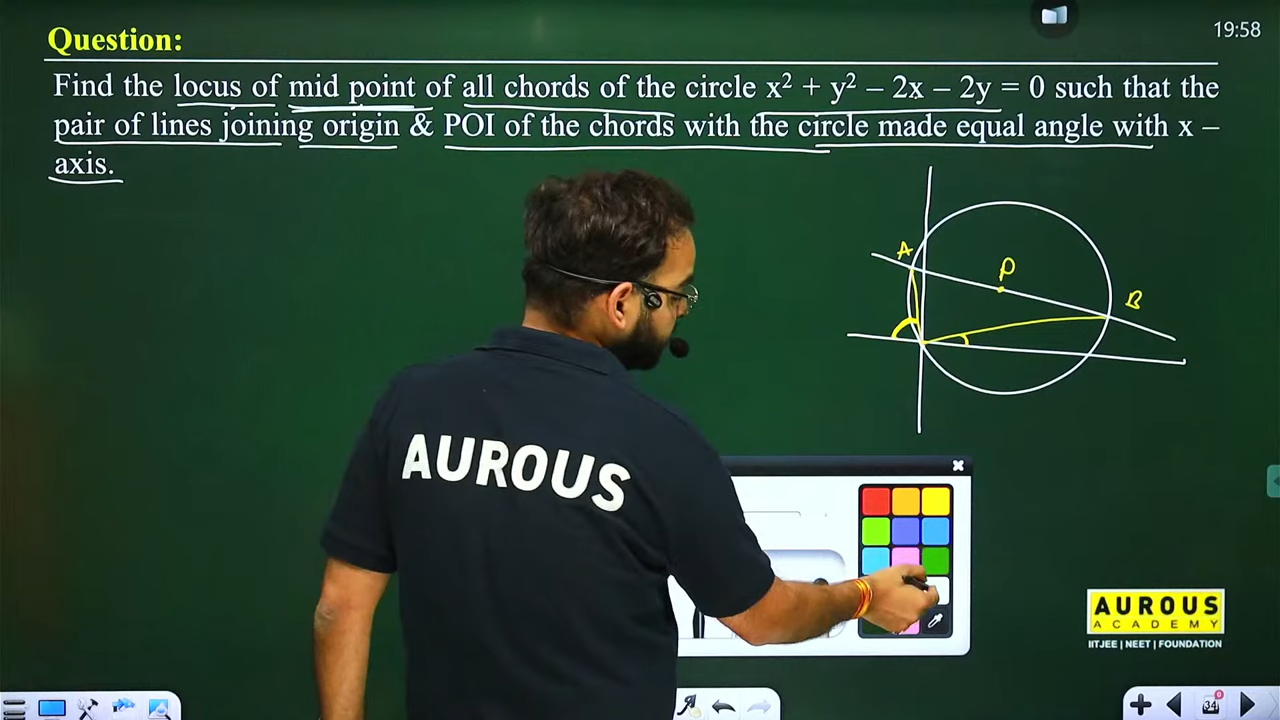 19:58
Question:
Find the locus of mid point of all chords of the circle x² + y² – 2x – 2y = 0 such that the
pair of lines joining origin & POI of the chords with the circle made equal angle with x –
axis.
A
P
B
AUROUS
AUROUS
ACADEMY
IITJEE | NEET | FOUNDATION
34